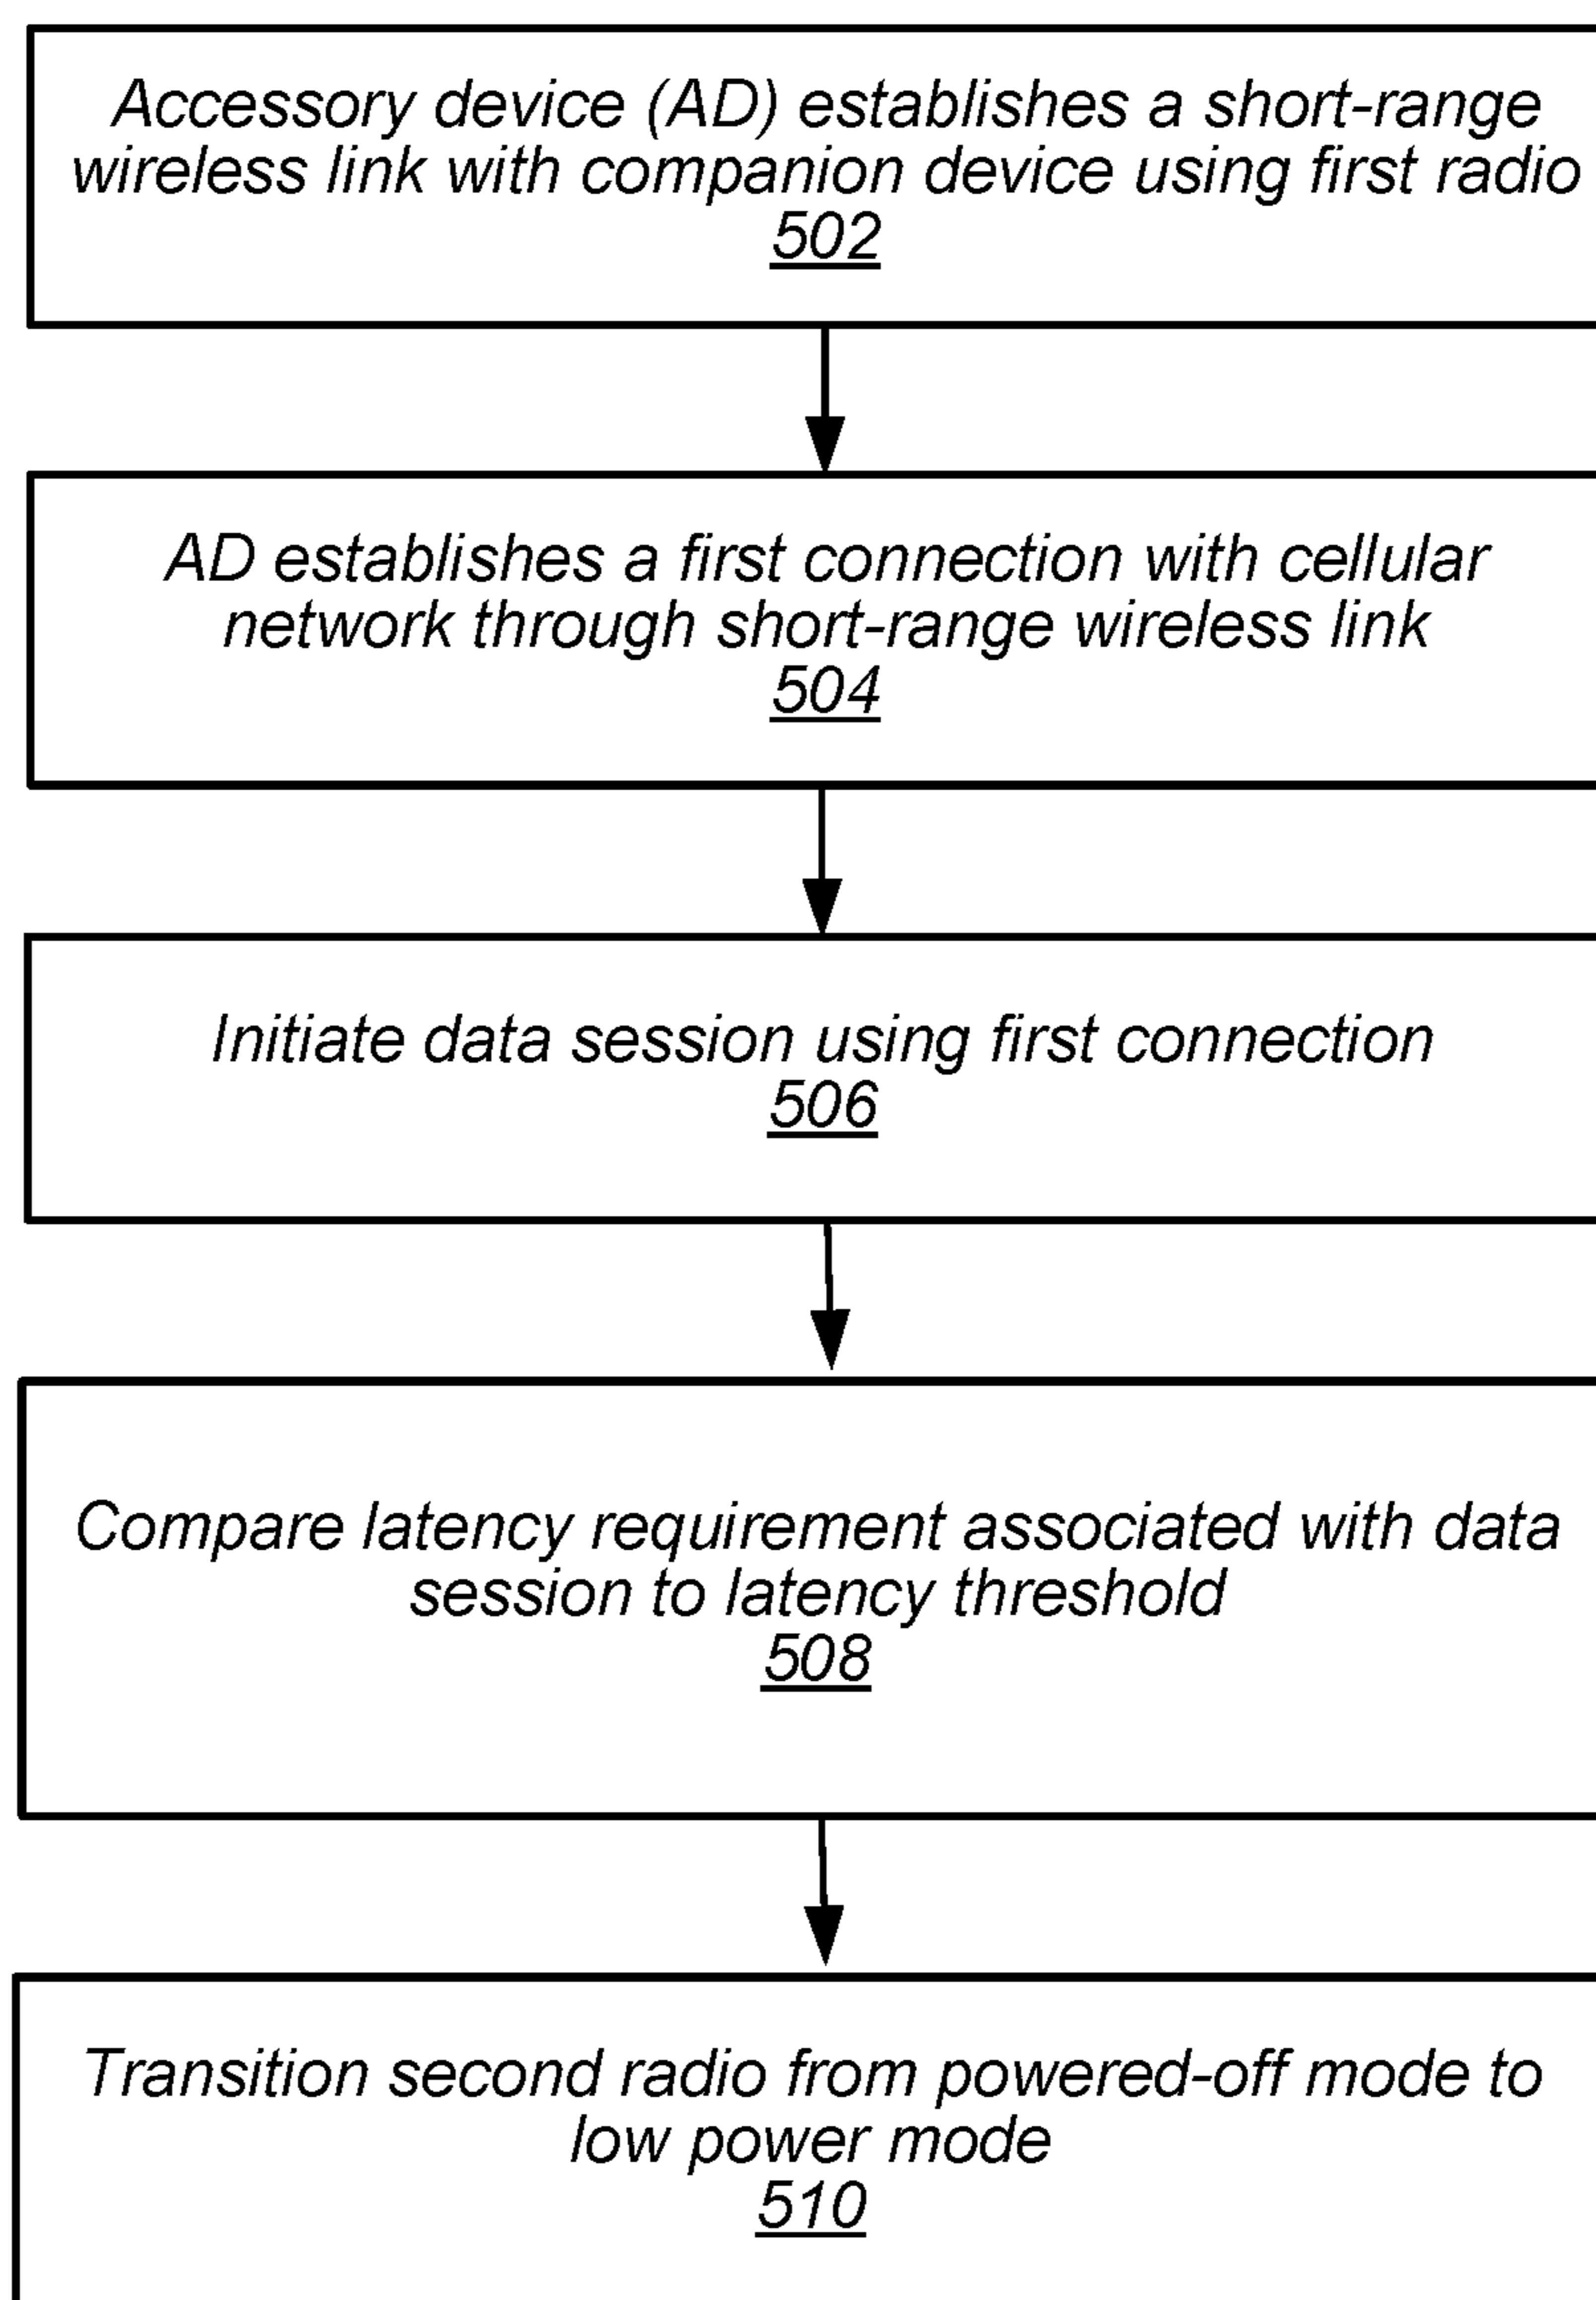 Accessory device (AD) establishes a short-range
wireless link with companion device using first radio
502
AD establishes a first connection with cellular
network through short-range wireless link
504
Initiate data session using first connection
506
Compare latency requirement associated with data
session to latency threshold
508
Transition second radio from powered-off mode to
low power mode
510